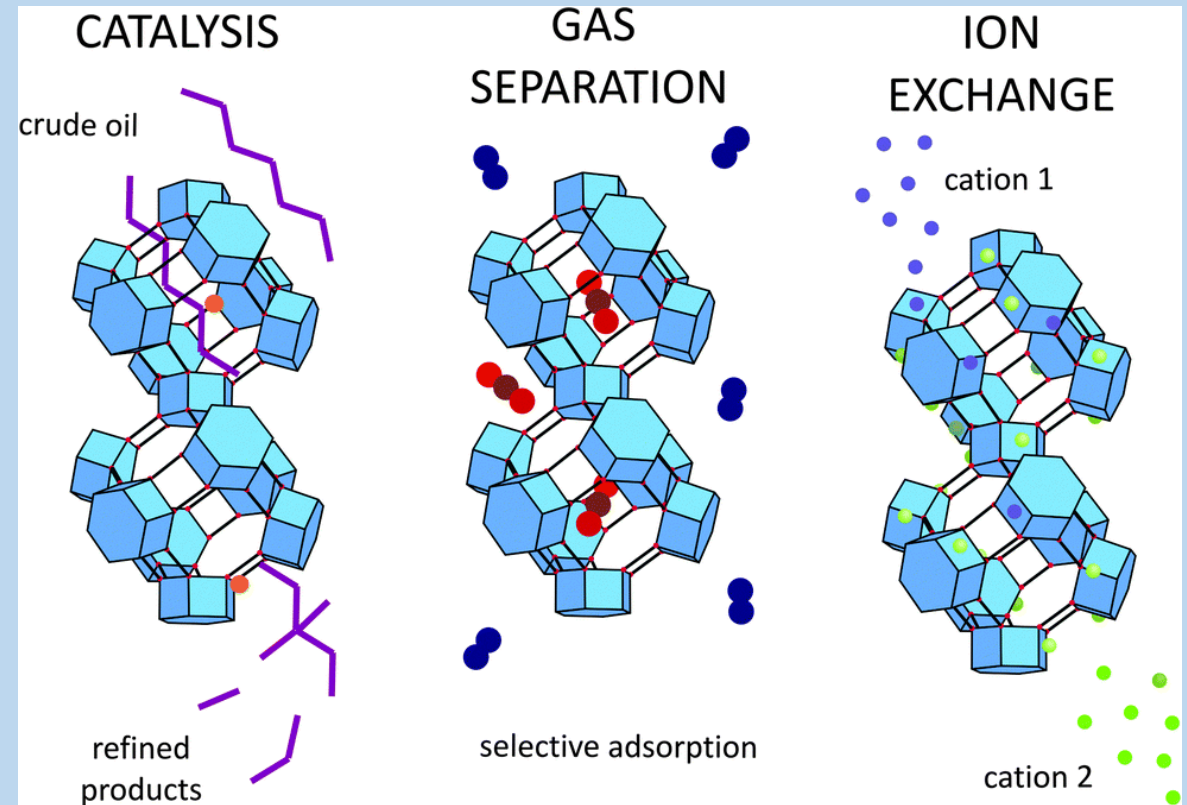 CATALYSIS
crude oil
refined
products
GAS
SEPARATION
selective adsorption
ION
EXCHANGE
cation 1
cation 2